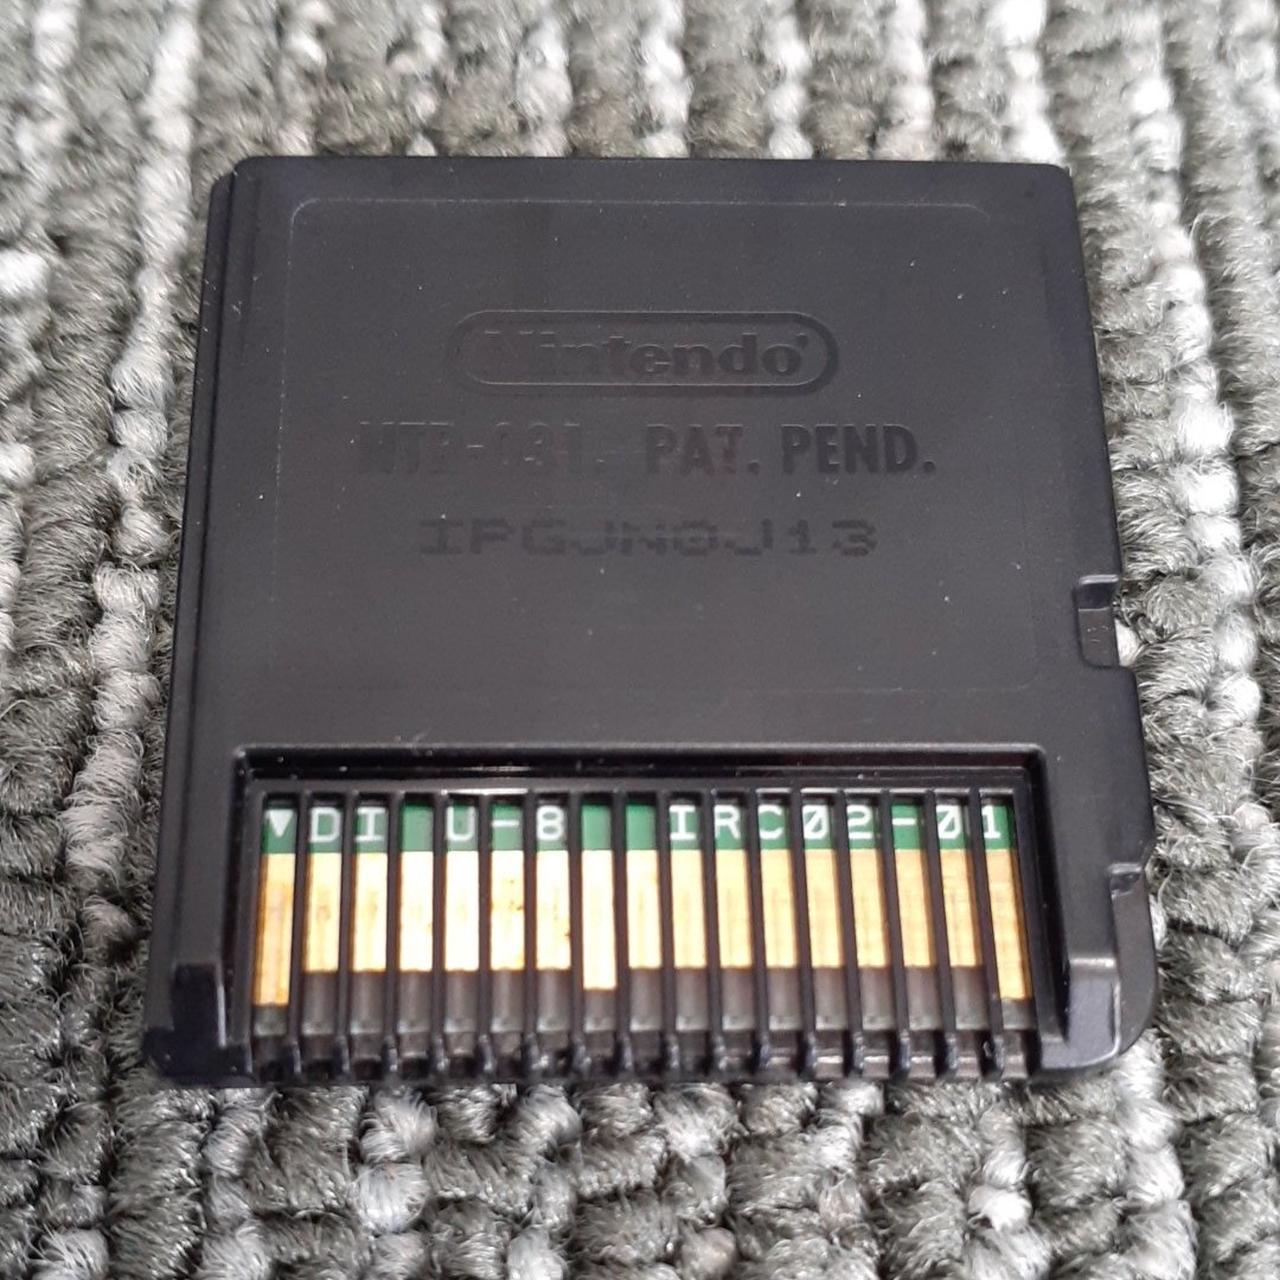 Nintendo®
NTR-031. PAT. PEND.
IPGJN0J13
▼DI U-8 IRC02-01